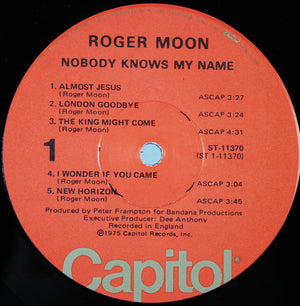 ROGER MOON
NOBODY KNOWS MY NAME
1. ALMOST JESUS
(Roger Moon) ASCAP 3:27
2. LONDON GOODBYE
(Roger Moon) ASCAP 3:24
3. THE KING MIGHT COME
(Roger Moon) ASCAP 4:31
1
ST-11370
(ST 1-11370)
4. I WONDER IF YOU CAME
(Roger Moon) ASCAP 3:04
5. NEW HORIZON
(Roger Moon) ASCAP 3:45
Produced by Peter Frampton for Bandana Productions
Executive Producer: Dee Anthony
Recorded in England
℗1975 Capitol Records, Inc.
Capitol®